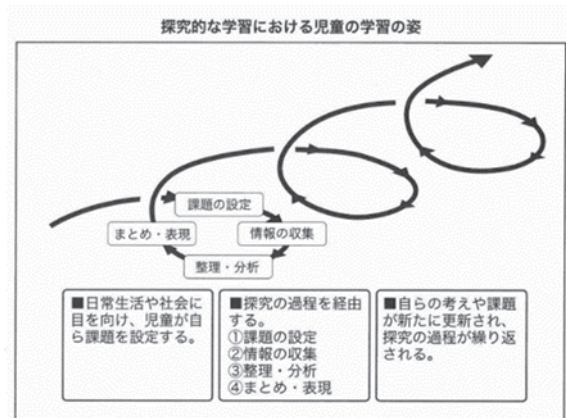 探究的な学習における児童の学習の姿
課題の設定
まとめ・表現
情報の収集
整理・分析
■日常生活や社会に
目を向け、児童が自
ら課題を設定する。
■探究の過程を経由
する。
①課題の設定
②情報の収集
③整理・分析
④まとめ・表現
■自らの考えや課題
が新たに更新され、
探究の過程が繰り返
される。